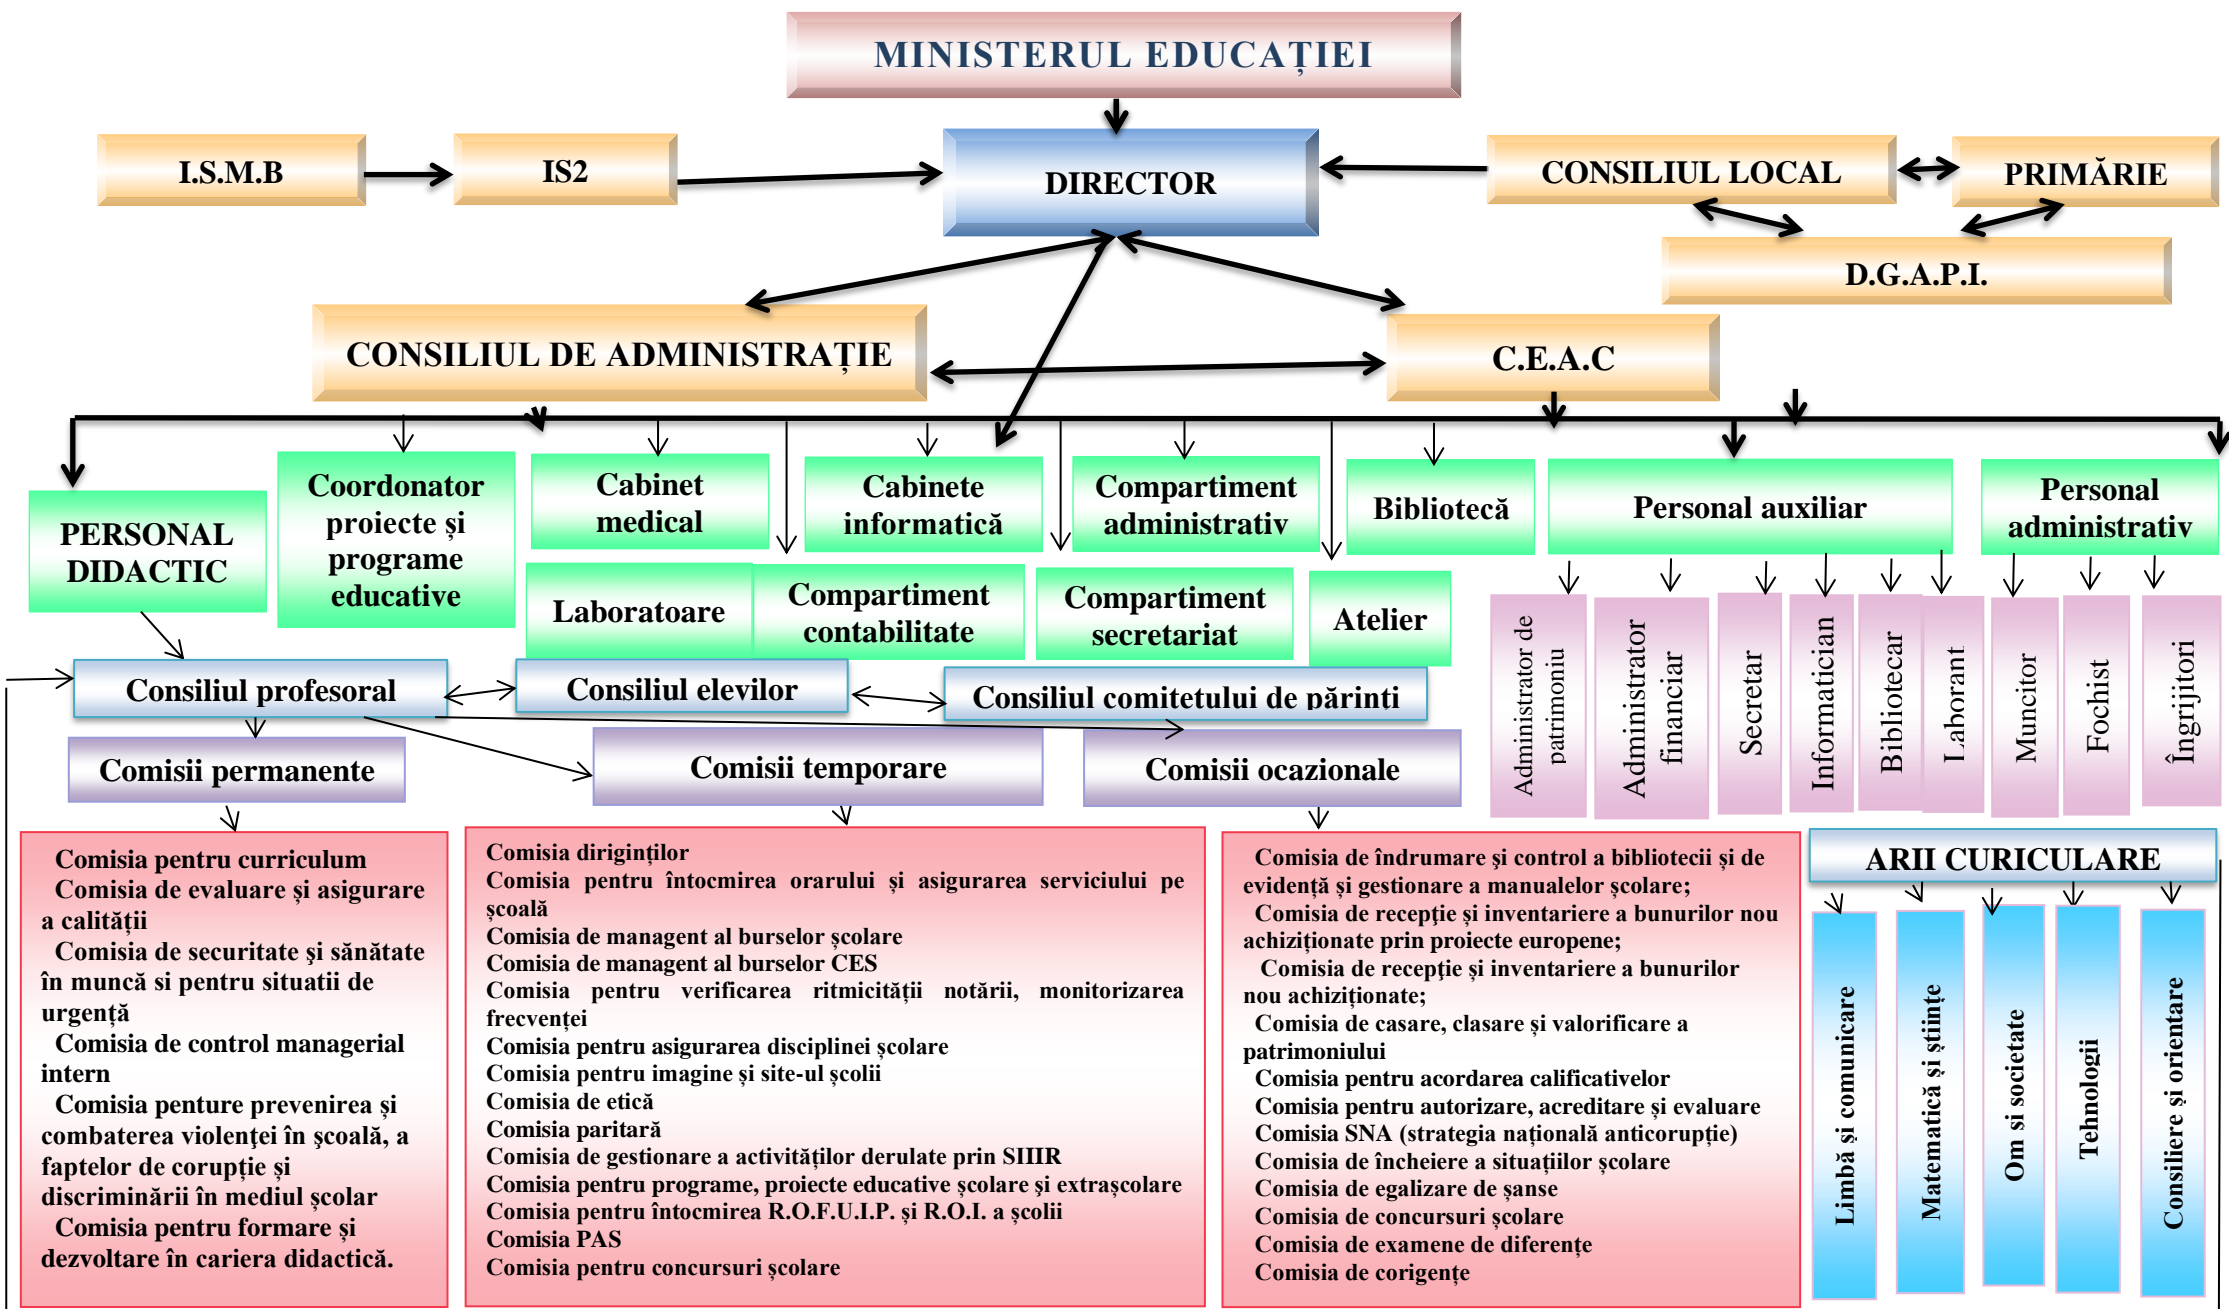 MINISTERUL EDUCAȚIEI
I.S.M.B
IS2
DIRECTOR
CONSILIUL LOCAL
PRIMĂRIE
D.G.A.P.I.
CONSILIUL DE ADMINISTRAȚIE
C.E.A.C
PERSONAL
DIDACTIC
Coordonator
proiecte și
programe
educative
Cabinet
medical
Cabinete
informatică
Compartiment
administrativ
Bibliotecă
Personal auxiliar
Personal
administrativ
Laboratoare
Compartiment
contabilitate
Compartiment
secretariat
Atelier
Administrator de
patrimoniu
Administrator
financiar
Secretar
Informatician
Bibliotecar
Laborant
Muncitor
Fochist
Îngrijitori
Consiliul profesoral
Consiliul elevilor
Consiliul comitetului de părinti
Comisii permanente
Comisii temporare
Comisii ocazionale
Comisia pentru curriculum
Comisia de evaluare și asigurare
a calității
Comisia de securitate şi sănătate
în muncă si pentru situatii de
urgență
Comisia de control managerial
intern
Comisia penture prevenirea și
combaterea violenţei în şcoală, a
faptelor de corupție și
discriminării în mediul școlar
Comisia pentru formare și
dezvoltare în cariera didactică.
Comisia diriginților
Comisia pentru întocmirea orarului și asigurarea serviciului pe
școală
Comisia de managent al burselor școlare
Comisia de managent al burselor CES
Comisia pentru verificarea ritmicității notării, monitorizarea
frecvenței
Comisia pentru asigurarea disciplinei școlare
Comisia pentru imagine și site-ul școlii
Comisia de etică
Comisia paritară
Comisia de gestionare a activităților derulate prin SIIIR
Comisia pentru programe, proiecte educative școlare și extrașcolare
Comisia pentru întocmirea R.O.F.U.I.P. și R.O.I. a școlii
Comisia PAS
Comisia pentru concursuri școlare
Comisia de îndrumare şi control a bibliotecii și de
evidență și gestionare a manualelor școlare;
Comisia de recepţie și inventariere a bunurilor nou
achiziționate prin proiecte europene;
Comisia de recepţie și inventariere a bunurilor
nou achiziționate;
Comisia de casare, clasare și valorificare a
patrimoniului
Comisia pentru acordarea calificativelor
Comisia pentru autorizare, acreditare și evaluare
Comisia SNA (strategia națională anticorupție)
Comisia de încheiere a situațiilor școlare
Comisia de egalizare de șanse
Comisia de concursuri școlare
Comisia de examene de diferențe
Comisia de corigențe
ARII CURICULARE
Limbă și comunicare
Matematică și științe
Om si societate
Tehnologii
Consiliere și orientare